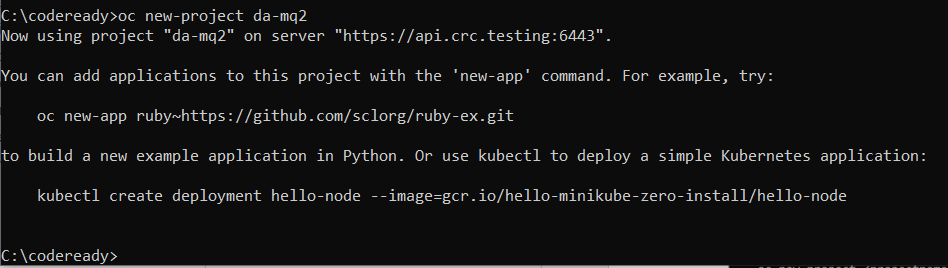 C:\codeready>oc new-project da-mq2
Now using project "da-mq2" on server "https://api.crc.testing:6443".
You can add applications to this project with the 'new-app' command. For example, try:
oc new-app ruby~https://github.com/sclorg/ruby-ex.git
to build a new example application in Python. Or use kubectl to deploy a simple Kubernetes application:
kubectl create deployment hello-node --image=gcr.io/hello-minikube-zero-install/hello-node
C:\codeready>